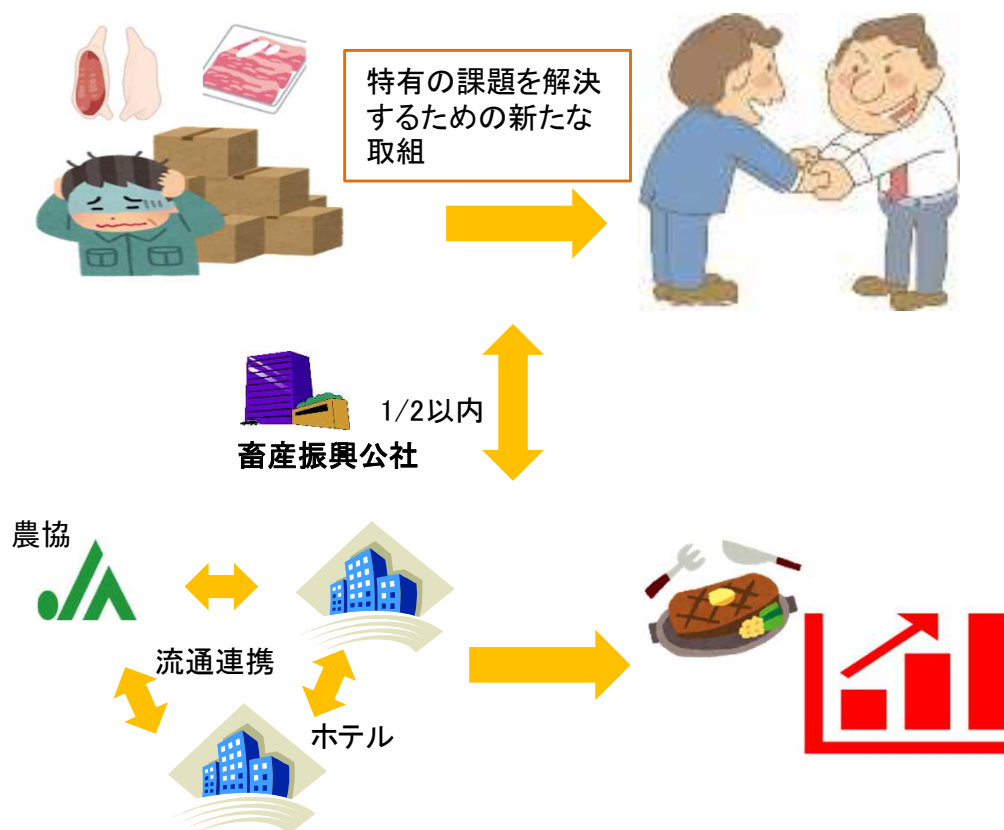 特有の課題を解決
するための新たな
取組
1/2以内
畜産振興公社
農協
JA
流通連携
ホテル